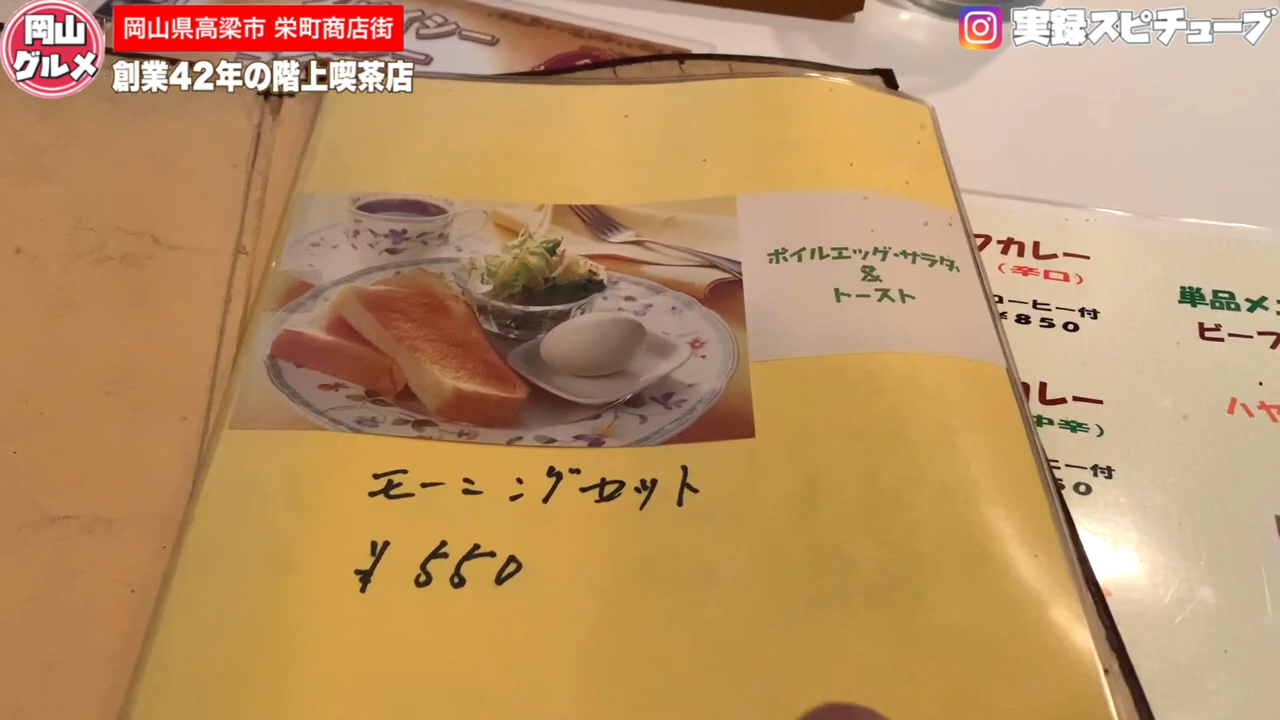 岡山
グルメ
岡山県高梁市 栄町商店街
創業42年の階上喫茶店
実録スピチューブ
イシー
ボイルエッグ・サラダ
&
トースト
モーニングセット
¥550
カレー
(辛口)
コーヒー付
¥850
単品メ
ビーフ
ハヤ
カレー
中辛)
ヒー付
50